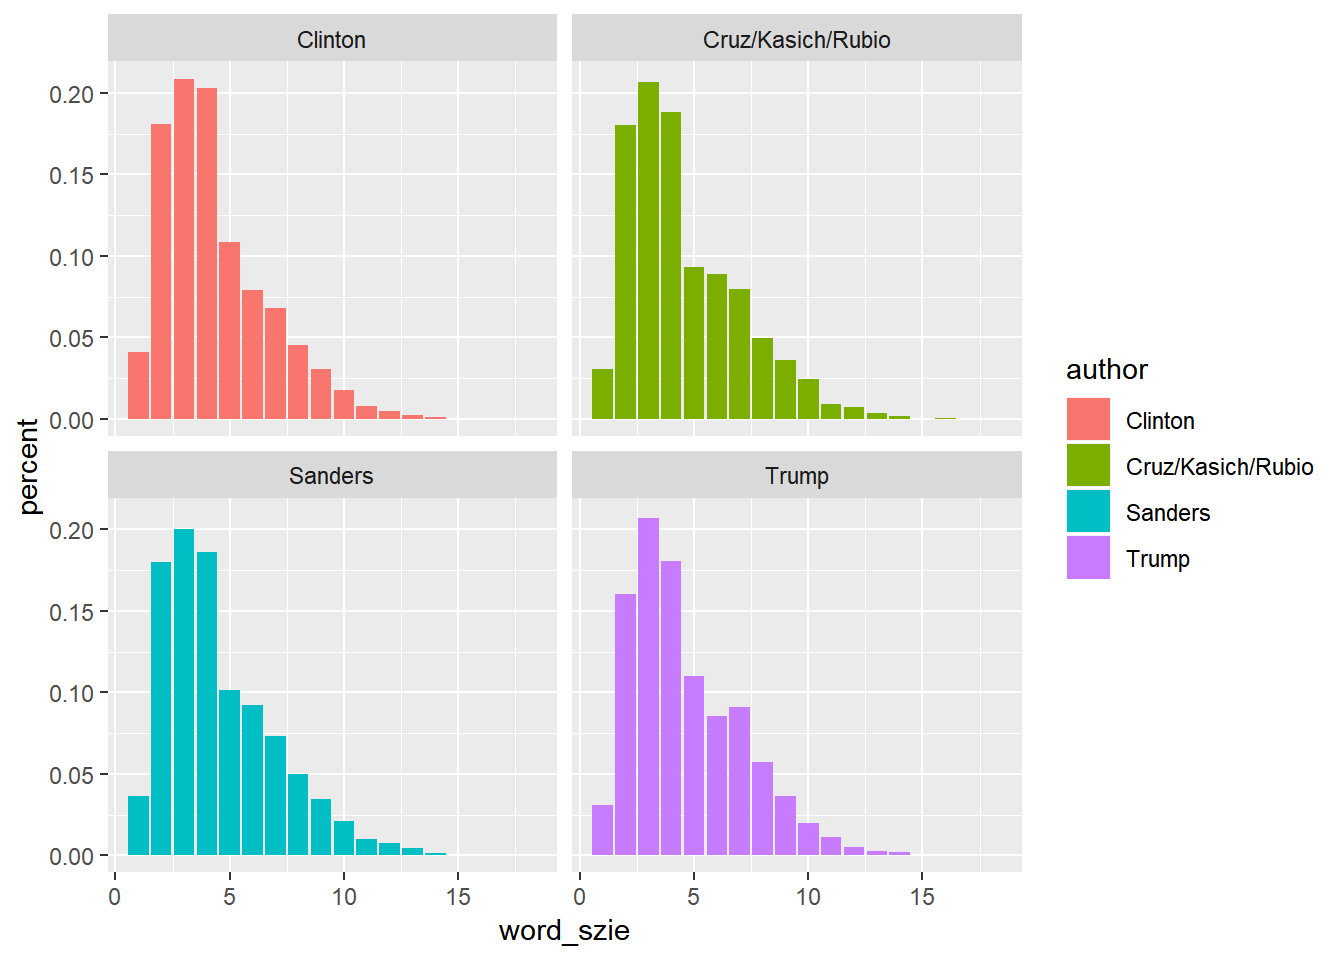 Clinton
Cruz/Kasich/Rubio
0.20
0.15
0.10
0.05
0.00
Sanders
Trump
0.20
0.15
0.10
0.05
0.00
0 5 10 15
0 5 10 15
word_szie
percent
author
Clinton
Cruz/Kasich/Rubio
Sanders
Trump